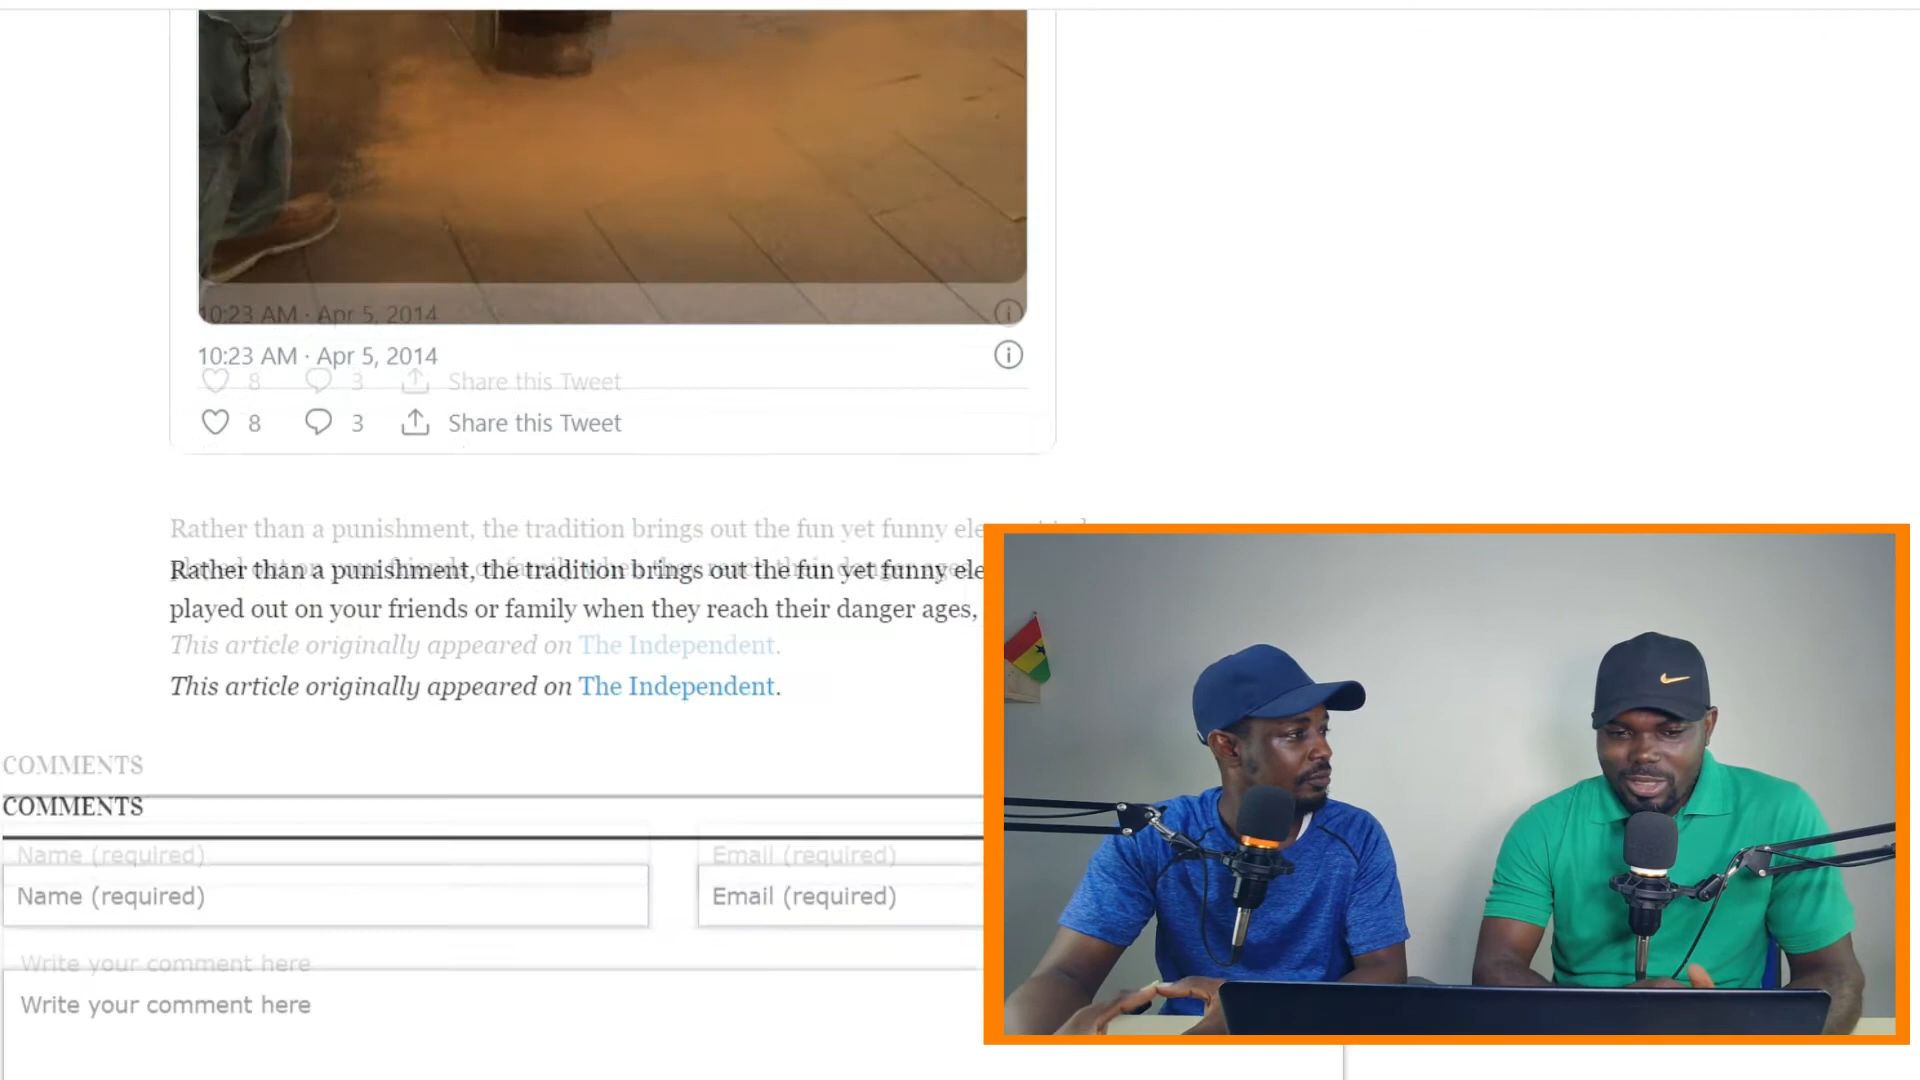 10:23 AM · Apr 5, 2014
10:23 AM · Apr 5, 2014
8 3 Share this Tweet
8 3 Share this Tweet
Rather than a punishment, the tradition brings out the fun yet funny ele
Rather than a punishment, the tradition brings out the fun yet funny ele
played out on your friends or family when they reach their danger ages,
This article originally appeared on The Independent.
This article originally appeared on The Independent.
COMMENTS
COMMENTS
Name (required) Email (required)
Name (required) Email (required)
Write your comment here
Write your comment here